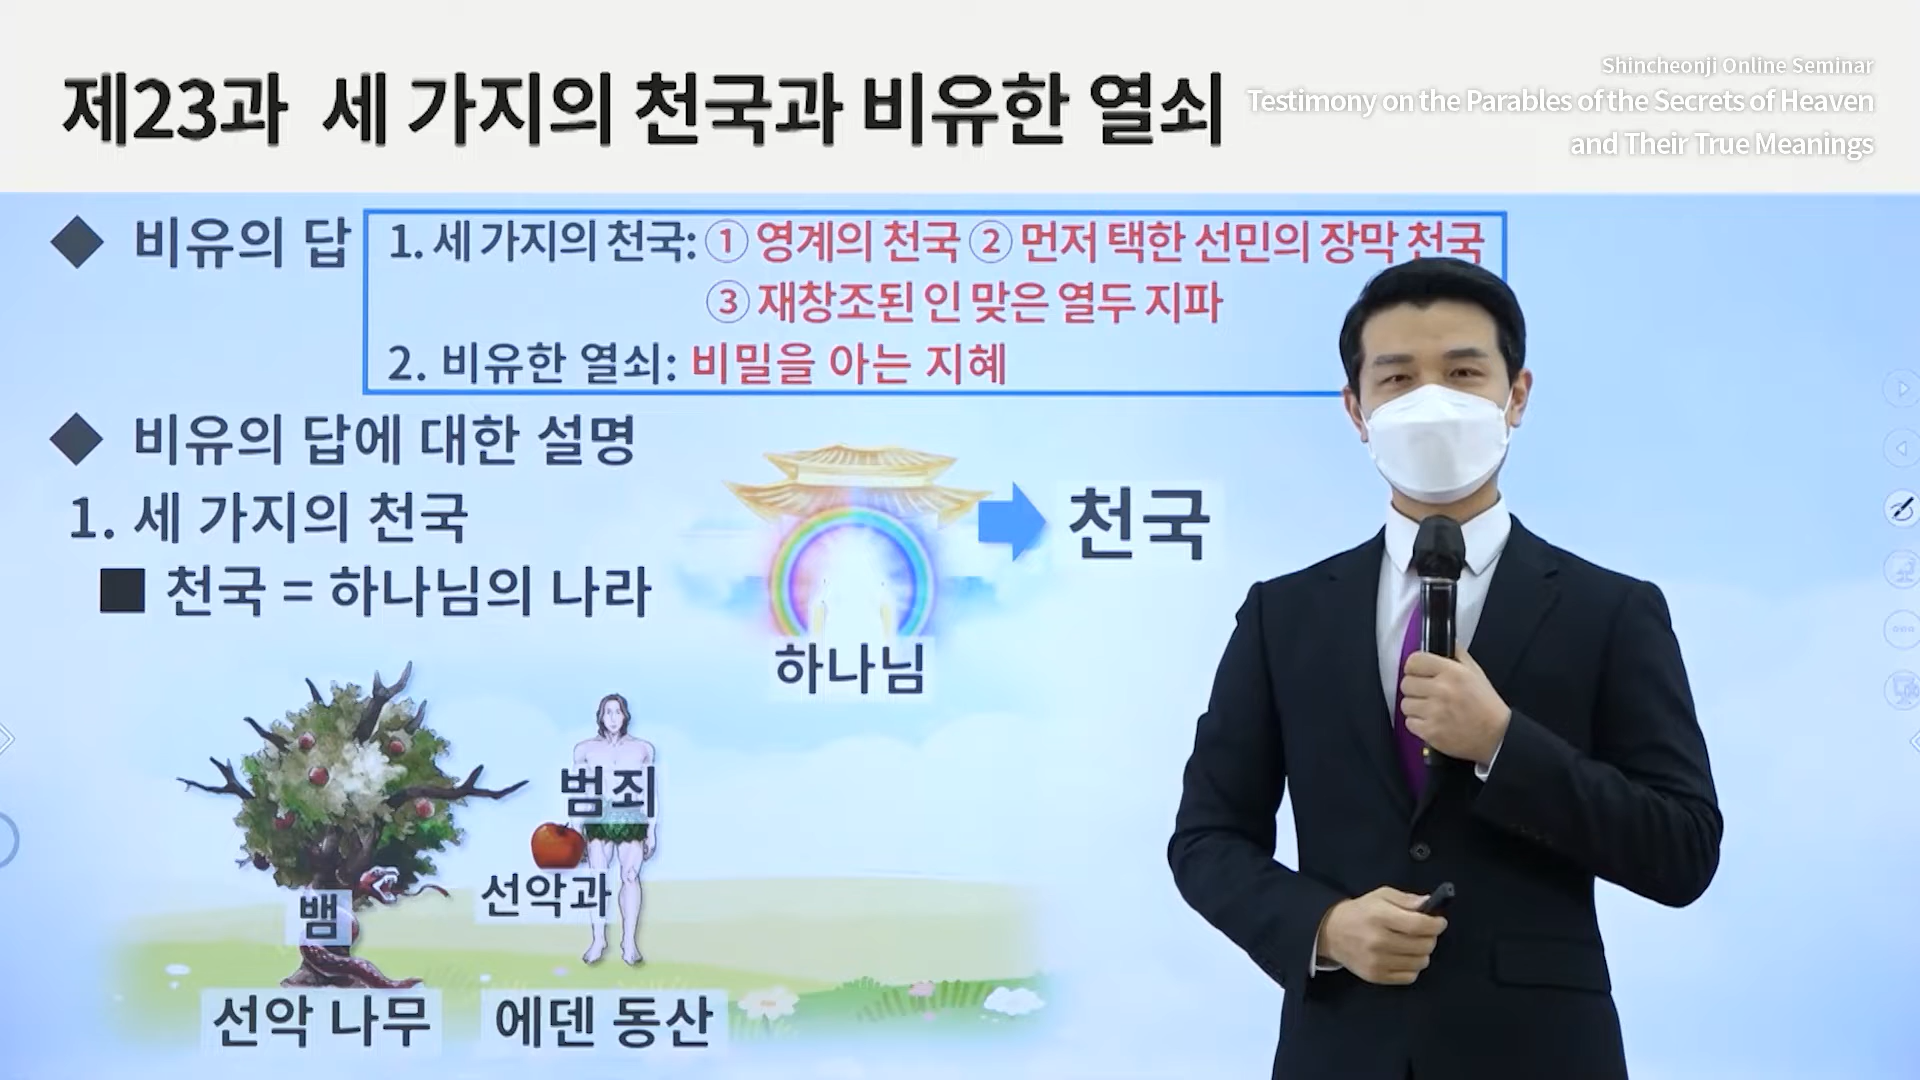 제23과 세 가지의 천국과 비유한 열쇠
Shincheonji Online Seminar
Testimony on the Parables of the Secrets of Heaven
and Their True Meanings
◆ 비유의 답
1. 세 가지의 천국: ① 영계의 천국 ② 먼저 택한 선민의 장막 천국
③ 재창조된 인 맞은 열두 지파
2. 비유한 열쇠: 비밀을 아는 지혜
◆ 비유의 답에 대한 설명
1. 세 가지의 천국
■ 천국 = 하나님의 나라
천국
하나님
범죄
선악과
뱀
선악 나무
에덴 동산